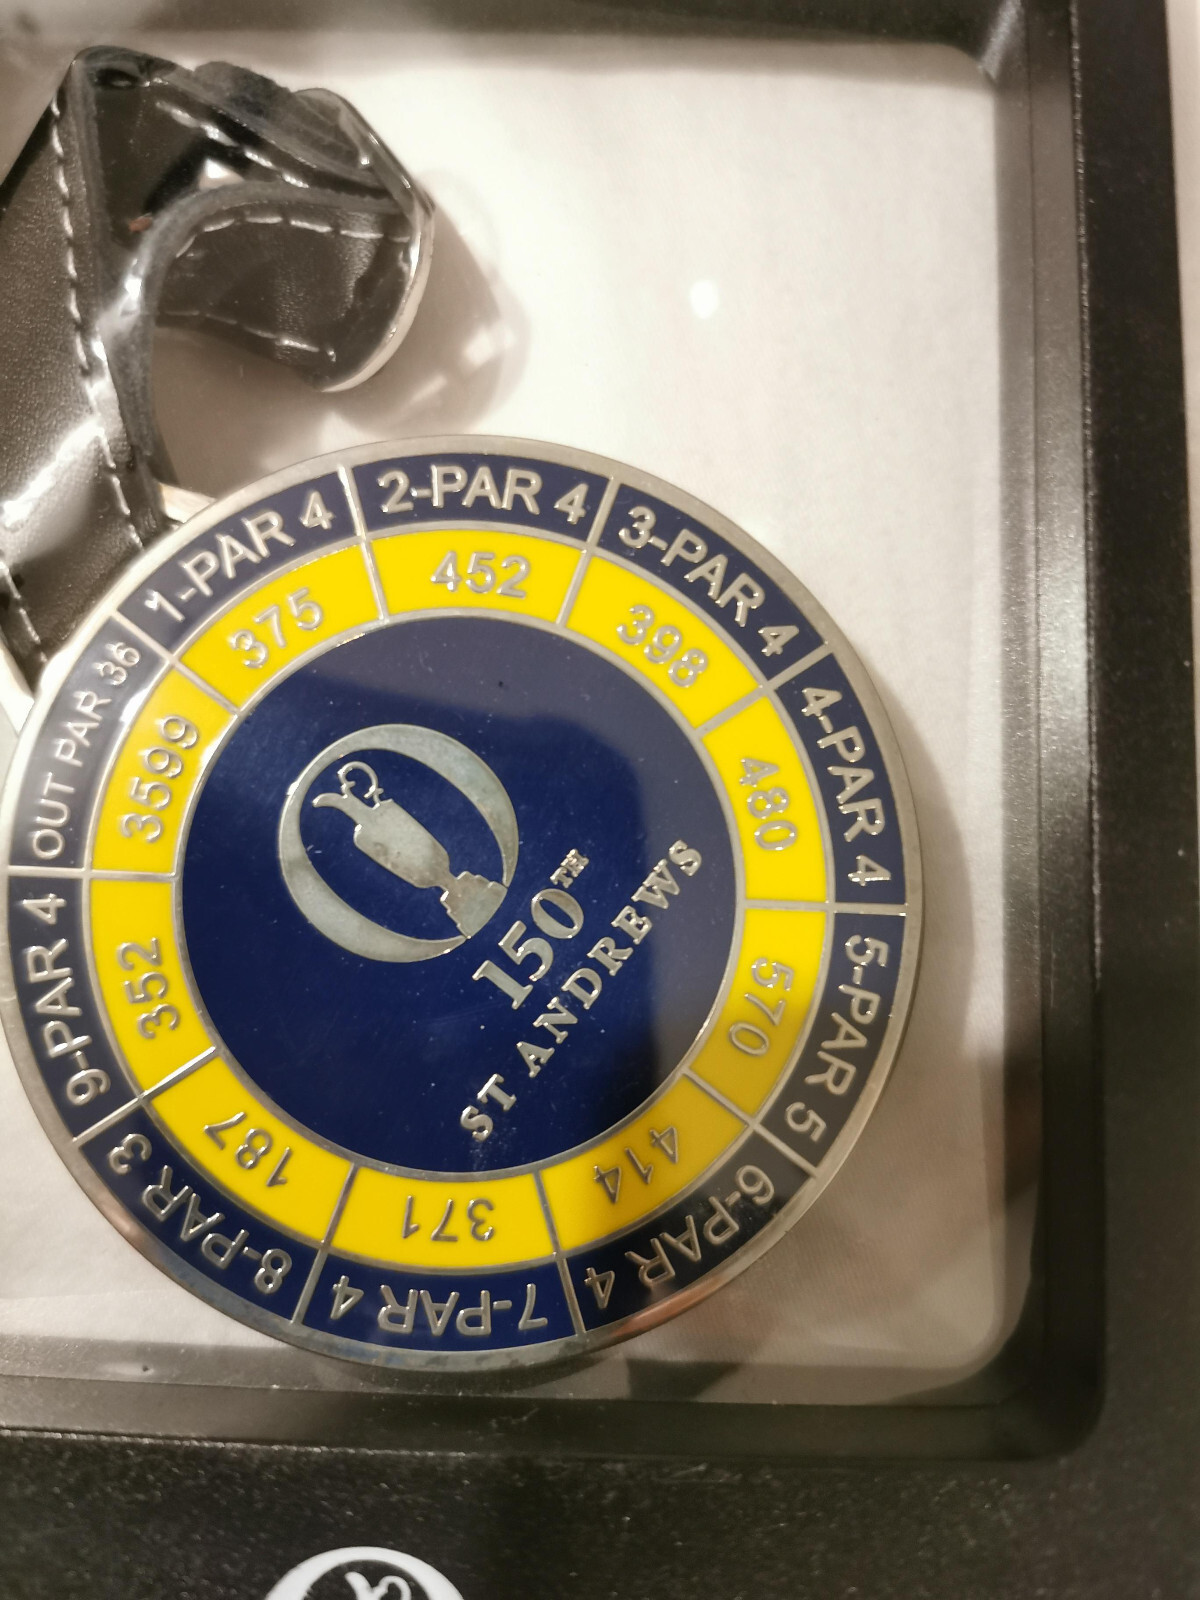 1-PAR 4
375
2-PAR 4
452
3-PAR 4
398
4-PAR 4
480
5-PAR 5
570
6-PAR 4
414
7-PAR 4
371
8-PAR 3
187
9-PAR 4
352
OUT PAR 36
3599
150TH
ST ANDREWS